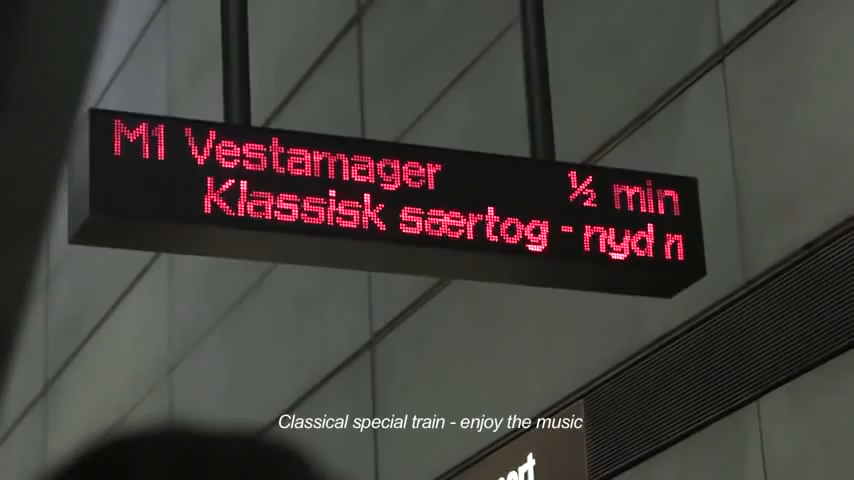 M1 Vestamager ½ min
Klassisk særtog - nyd n
Classical special train - enjoy the music